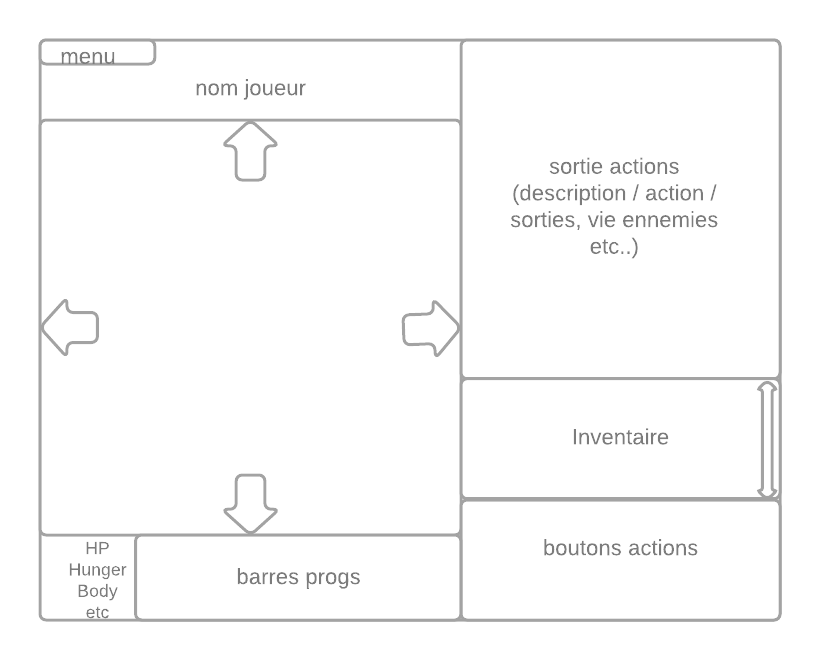 menu
nom joueur
sortie actions
(description / action /
sorties, vie ennemies
etc..)
Inventaire
boutons actions
HP
Hunger
Body
etc
barres progs